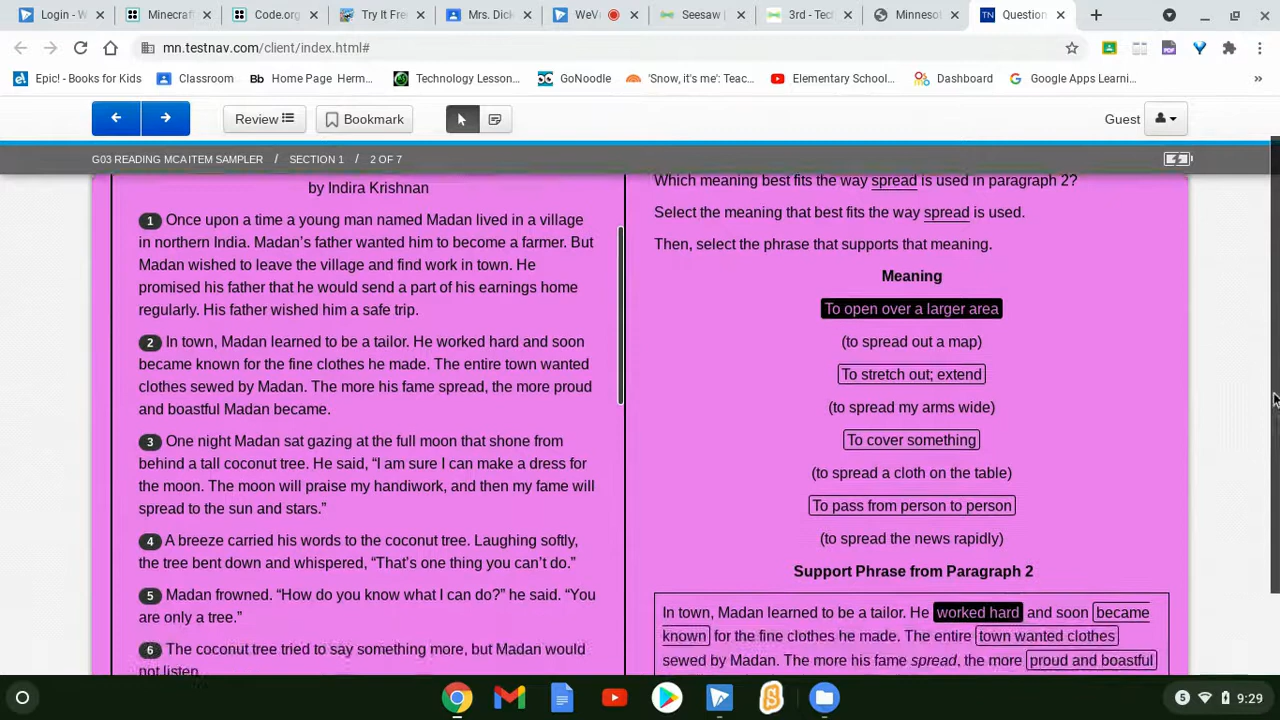 Login - W
Minecraft
Code.org
Try It Fre
Mrs. Dick
WeVi
Seesaw
3rd - Tec
Minnesot
TN Question
mn.testnav.com/client/index.html#
Epic! - Books for Kids
Classroom
Bb Home Page Herm...
Technology Lesson...
GoNoodle
'Snow, it's me': Teac...
Elementary School...
Dashboard
Google Apps Learni...
»
Review
Bookmark
Guest
G03 READING MCA ITEM SAMPLER / SECTION 1 / 2 OF 7
by Indira Krishnan
1 Once upon a time a young man named Madan lived in a village
in northern India. Madan's father wanted him to become a farmer. But
Madan wished to leave the village and find work in town. He
promised his father that he would send a part of his earnings home
regularly. His father wished him a safe trip.
2 In town, Madan learned to be a tailor. He worked hard and soon
became known for the fine clothes he made. The entire town wanted
clothes sewed by Madan. The more his fame spread, the more proud
and boastful Madan became.
3 One night Madan sat gazing at the full moon that shone from
behind a tall coconut tree. He said, “I am sure I can make a dress for
the moon. The moon will praise my handiwork, and then my fame will
spread to the sun and stars.”
4 A breeze carried his words to the coconut tree. Laughing softly,
the tree bent down and whispered, “That's one thing you can't do.”
5 Madan frowned. “How do you know what I can do?” he said. “You
are only a tree.”
6 The coconut tree tried to say something more, but Madan would
not listen.
Which meaning best fits the way spread is used in paragraph 2?
Select the meaning that best fits the way spread is used.
Then, select the phrase that supports that meaning.
Meaning
To open over a larger area
(to spread out a map)
To stretch out; extend
(to spread my arms wide)
To cover something
(to spread a cloth on the table)
To pass from person to person
(to spread the news rapidly)
Support Phrase from Paragraph 2
In town, Madan learned to be a tailor. He worked hard and soon became
known for the fine clothes he made. The entire town wanted clothes
sewed by Madan. The more his fame spread, the more proud and boastful
5
9:29